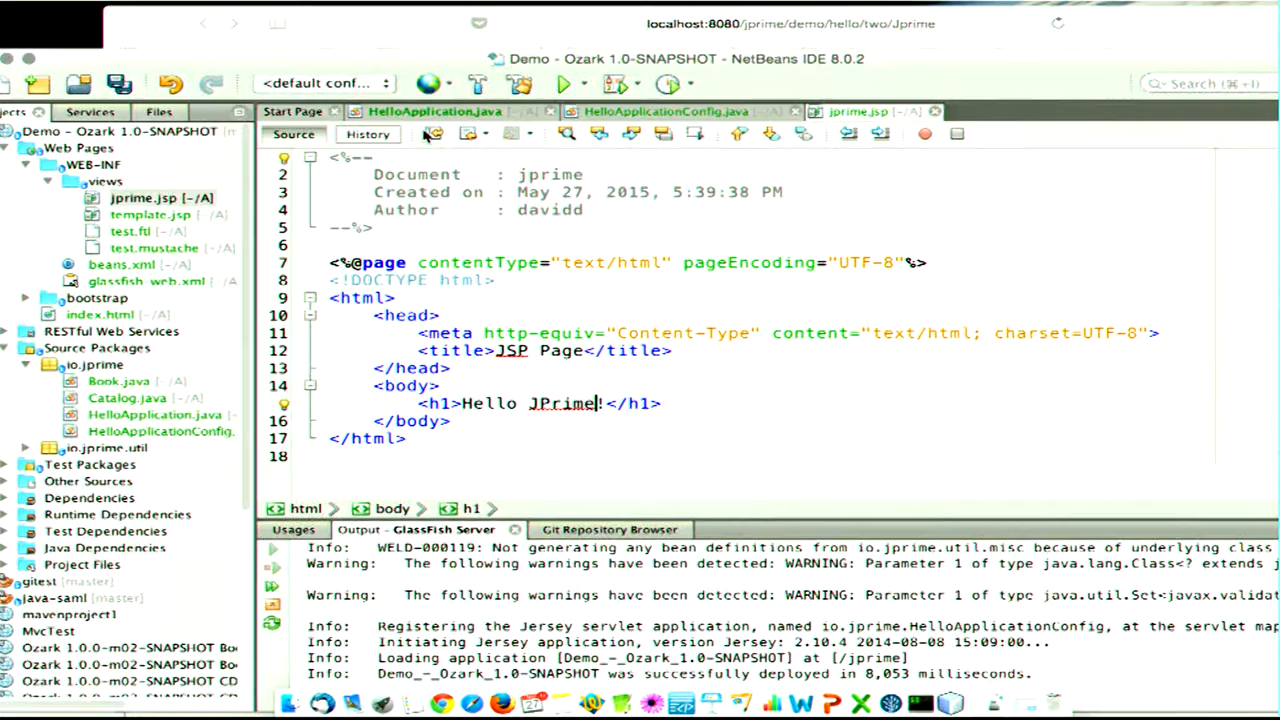 localhost:8080/jprime/demo/hello/two/Jprime
Demo - Ozark 1.0-SNAPSHOT - NetBeans IDE 8.0.2
<default conf...
Search (⌘+I)
Services
Files
Start Page
HelloApplication.java [-/A]
HelloApplicationConfig.java [-/A]
jprime.jsp [-/A]
Source
History
Demo - Ozark 1.0-SNAPSHOT
Web Pages
WEB-INF
views
jprime.jsp [-/A]
template.jsp [-/A]
test.ftl [-/A]
test.mustache [-/A]
beans.xml [-/A]
glassfish-web.xml [-/A]
bootstrap
index.html [-/A]
RESTful Web Services
Source Packages
io.jprime
Book.java [-/A]
Catalog.java [-/A]
HelloApplication.java [-/A]
HelloApplicationConfig.
io.jprime.util
Test Packages
Other Sources
Dependencies
Runtime Dependencies
Test Dependencies
Java Dependencies
Project Files
gitest [master]
java-saml [master]
mavenproject1
MvcTest
Ozark 1.0.0-m02-SNAPSHOT Bo
Ozark 1.0.0-m02-SNAPSHOT Bo
Ozark 1.0.0-m02-SNAPSHOT CD
<%--
2 Document : jprime
3 Created on : May 27, 2015, 5:39:38 PM
4 Author : davidd
5 --%>
6
7 <%@page contentType="text/html" pageEncoding="UTF-8"%>
8 <!DOCTYPE html>
9 <html>
10 <head>
11 <meta http-equiv="Content-Type" content="text/html; charset=UTF-8">
12 <title>JSP Page</title>
13 </head>
14 <body>
<h1>Hello JPrime!</h1>
16 </body>
17 </html>
18
html
body
h1
Usages
Output - GlassFish Server
Git Repository Browser
Info: WELD-000119: Not generating any bean definitions from io.jprime.util.misc because of underlying class
Warning: The following warnings have been detected: WARNING: Parameter 1 of type java.lang.Class<? extends j
Warning: The following warnings have been detected: WARNING: Parameter 1 of type java.util.Set<javax.validat
Info: Registering the Jersey servlet application, named io.jprime.HelloApplicationConfig, at the servlet map
Info: Initiating Jersey application, version Jersey: 2.10.4 2014-08-08 15:09:00...
Info: Loading application [Demo_-_Ozark_1.0-SNAPSHOT] at [/jprime]
Info: Demo_-_Ozark_1.0-SNAPSHOT was successfully deployed in 8,053 milliseconds.